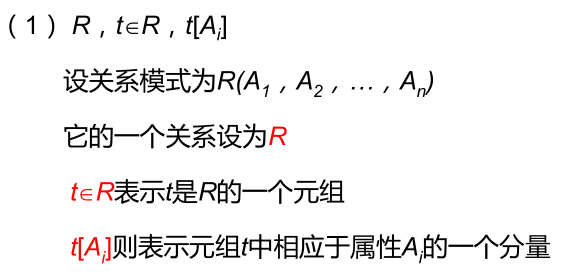 （1）R，t∈R，t[Ai]
设关系模式为R(A1，A2，…，An)
它的一个关系设为R
t∈R表示t是R的一个元组
t[Ai]则表示元组t中相应于属性Ai的一个分量